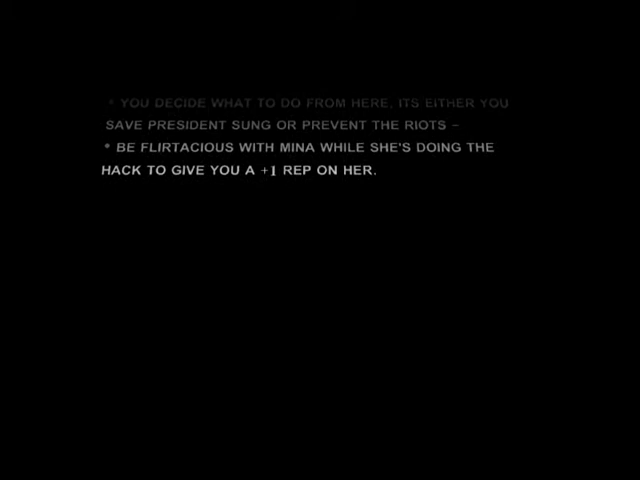 * YOU DECIDE WHAT TO DO FROM HERE, ITS EITHER YOU
SAVE PRESIDENT SUNG OR PREVENT THE RIOTS –
* BE FLIRTACIOUS WITH MINA WHILE SHE'S DOING THE
HACK TO GIVE YOU A +1 REP ON HER.